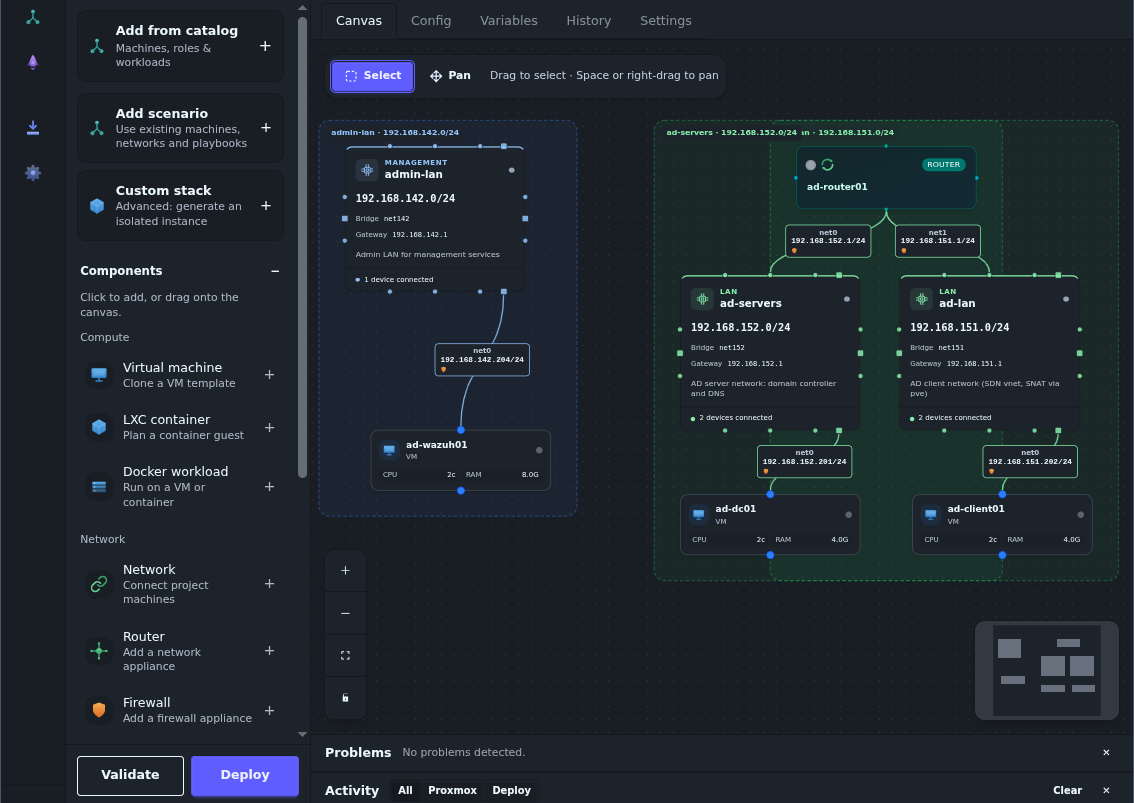 Add from catalog
Machines, roles &
workloads
+
Add scenario
Use existing machines,
networks and playbooks
+
Custom stack
Advanced: generate an
isolated instance
+
Components
−
Click to add, or drag onto the
canvas.
Compute
Virtual machine
Clone a VM template
+
LXC container
Plan a container guest
+
Docker workload
Run on a VM or
container
+
Network
Network
Connect project
machines
+
Router
Add a network
appliance
+
Firewall
Add a firewall appliance
+
Validate
Deploy
Canvas
Config
Variables
History
Settings
Select
Pan
Drag to select · Space or right-drag to pan
admin-lan · 192.168.142.0/24
MANAGEMENT
admin-lan
192.168.142.0/24
Bridge net142
Gateway 192.168.142.1
Admin LAN for management services
1 device connected
net0
192.168.142.204/24
ad-wazuh01
VM
CPU 2c RAM 8.0G
ad-servers · 192.168.152.0/24
· 192.168.151.0/24
ROUTER
ad-router01
net0
192.168.152.1/24
net1
192.168.151.1/24
LAN
ad-servers
192.168.152.0/24
Bridge net152
Gateway 192.168.152.1
AD server network: domain controller
and DNS
2 devices connected
LAN
ad-lan
192.168.151.0/24
Bridge net151
Gateway 192.168.151.1
AD client network (SDN vnet, SNAT via
pve)
2 devices connected
net0
192.168.152.201/24
net0
192.168.151.202/24
ad-dc01
VM
CPU 2c RAM 4.0G
ad-client01
VM
CPU 2c RAM 4.0G
+
−
Problems No problems detected.
×
Activity All Proxmox Deploy
Clear ×